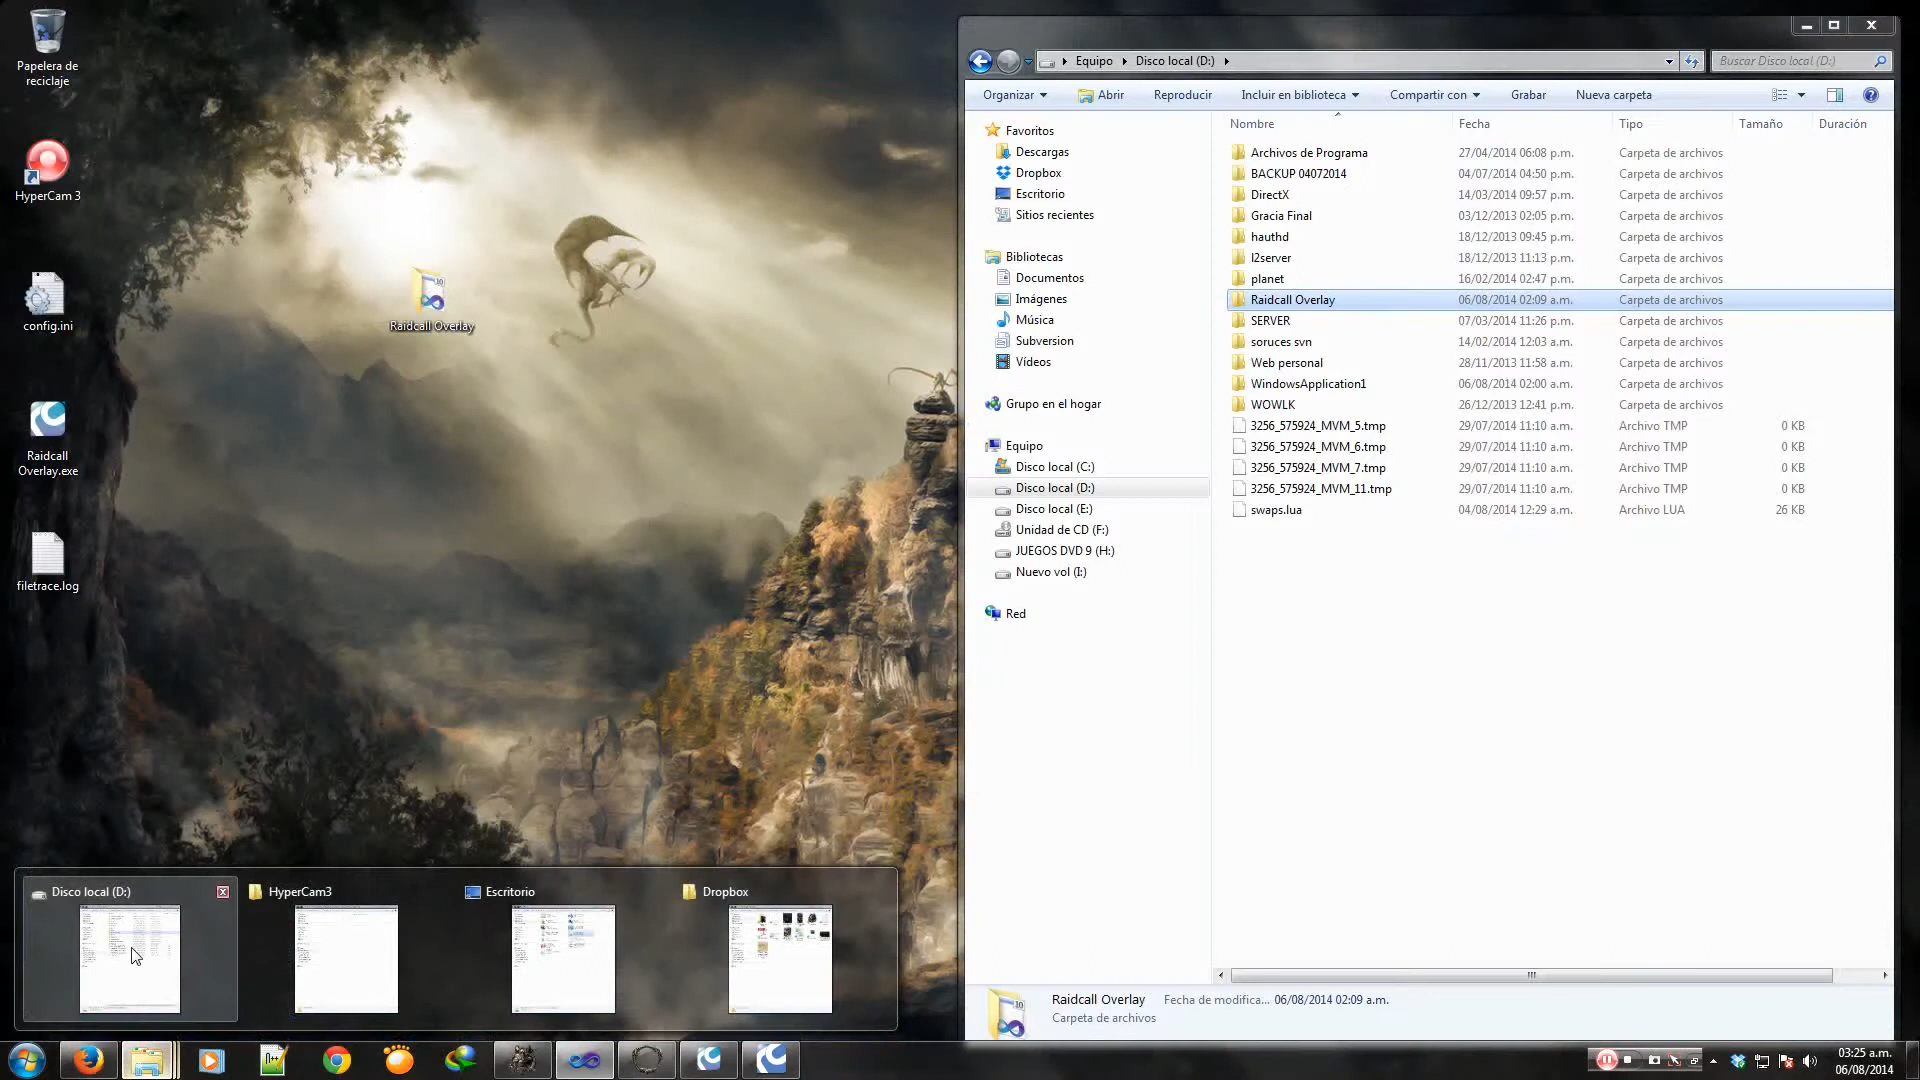 Papelera de
reciclaje
HyperCam 3
config.ini
Raidcall
Overlay.exe
filetrace.log
Raidcall Overlay
Equipo
Disco local (D:)
Buscar Disco local (D:)
Organizar
Abrir
Reproducir
Incluir en biblioteca
Compartir con
Grabar
Nueva carpeta
Favoritos
Descargas
Dropbox
Escritorio
Sitios recientes
Bibliotecas
Documentos
Imágenes
Música
Subversion
Vídeos
Grupo en el hogar
Equipo
Disco local (C:)
Disco local (D:)
Disco local (E:)
Unidad de CD (F:)
JUEGOS DVD 9 (H:)
Nuevo vol (I:)
Red
Nombre Fecha Tipo Tamaño Duración
Archivos de Programa 27/04/2014 06:08 p.m. Carpeta de archivos
BACKUP 04072014 04/07/2014 04:50 p.m. Carpeta de archivos
DirectX 14/03/2014 09:57 p.m. Carpeta de archivos
Gracia Final 03/12/2013 02:05 p.m. Carpeta de archivos
hauthd 18/12/2013 09:45 p.m. Carpeta de archivos
l2server 18/12/2013 11:13 p.m. Carpeta de archivos
planet 16/02/2014 02:47 p.m. Carpeta de archivos
Raidcall Overlay 06/08/2014 02:09 a.m. Carpeta de archivos
SERVER 07/03/2014 11:26 p.m. Carpeta de archivos
soruces svn 14/02/2014 12:03 a.m. Carpeta de archivos
Web personal 28/11/2013 11:58 a.m. Carpeta de archivos
WindowsApplication1 06/08/2014 02:00 a.m. Carpeta de archivos
WOWLK 26/12/2013 12:41 p.m. Carpeta de archivos
3256_575924_MVM_5.tmp 29/07/2014 11:10 a.m. Archivo TMP 0 KB
3256_575924_MVM_6.tmp 29/07/2014 11:10 a.m. Archivo TMP 0 KB
3256_575924_MVM_7.tmp 29/07/2014 11:10 a.m. Archivo TMP 0 KB
3256_575924_MVM_11.tmp 29/07/2014 11:10 a.m. Archivo TMP 0 KB
swaps.lua 04/08/2014 12:29 a.m. Archivo LUA 26 KB
Raidcall Overlay Fecha de modifica... 06/08/2014 02:09 a.m.
Carpeta de archivos
Disco local (D:)
HyperCam3
Escritorio
Dropbox
03:25 a.m.
06/08/2014